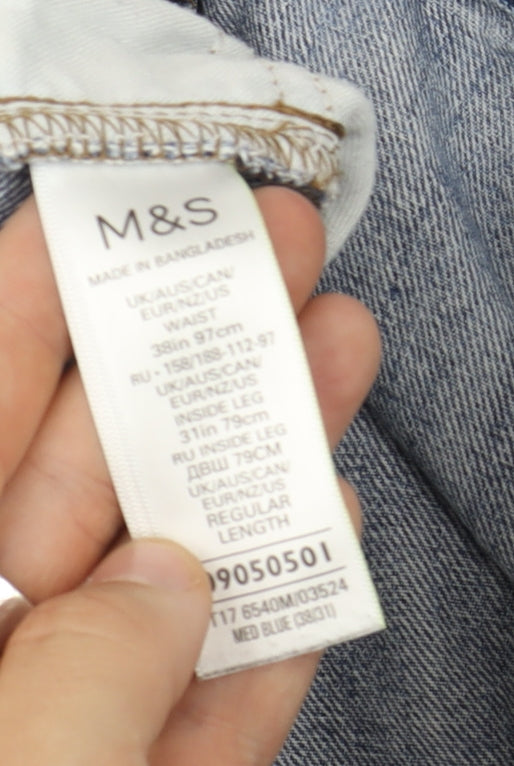 M&S
MADE IN BANGLADESH
UK/AUS/CAN/
EUR/NZ/US
WAIST
38in 97cm
RU - 158/188-112-97
UK/AUS/CAN/
EUR/NZ/US
INSIDE LEG
31in 79cm
RU INSIDE LEG
ДВШ 79CM
UK/AUS/CAN/
EUR/NZ/US
REGULAR
LENGTH
09050501
T17 6540M/03524
MED BLUE (38/31)